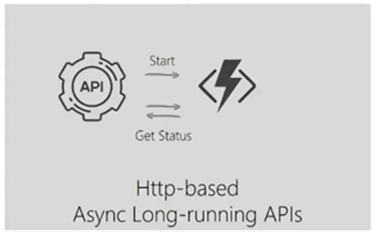 API
Start
Get Status
Http-based
Async Long-running APIs